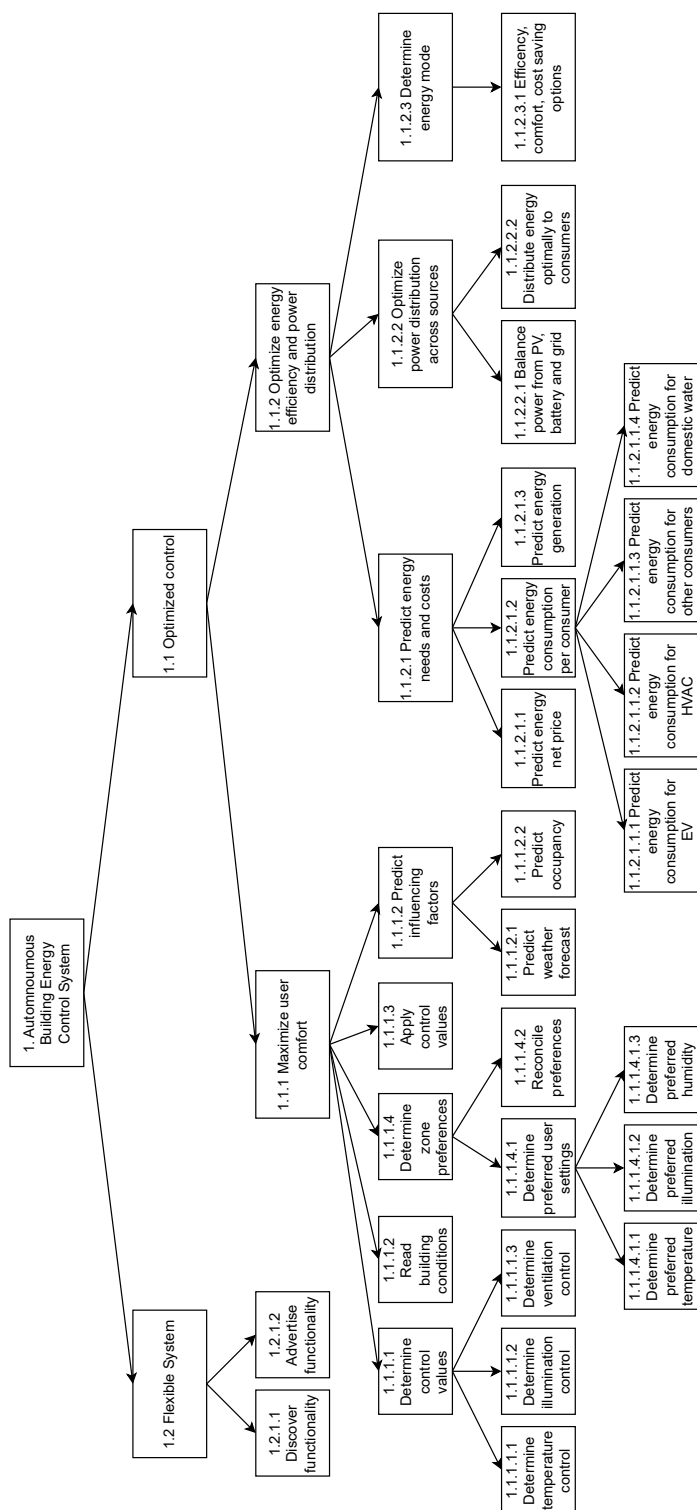 1. Automnoumous
Building Energy
Control System
1.2 Flexible System
1.1 Optimized control
1.2.1.1
Discover
functionality
1.2.1.2
Advertise
functionality
1.1.1 Maximize user
comfort
1.1.2 Optimize energy
efficiency and power
distribution
1.1.1.1
Determine
control
values
1.1.1.2
Read
building
conditions
1.1.1.4
Determine
zone
preferences
1.1.1.3
Apply
control
values
1.1.1.2 Predict
influencing
factors
1.1.2.1 Predict energy
needs and costs
1.1.2.2 Optimize
power distribution
across sources
1.1.2.3 Determine
energy mode
1.1.1.1.1
Determine
temperature
control
1.1.1.1.2
Determine
illumination
control
1.1.1.1.3
Determine
ventilation
control
1.1.1.4.1
Determine
preferred user
settings
1.1.1.4.2
Reconcile
preferences
1.1.1.2.1
Predict
weather
forecast
1.1.1.2.2
Predict
occupancy
1.1.2.1.1
Predict energy
net price
1.1.2.1.2
Predict energy
consumption
per consumer
1.1.2.1.3
Predict energy
generation
1.1.2.2.1 Balance
power from PV,
battery and grid
1.1.2.2.2
Distribute energy
optimally to
consumers
1.1.2.3.1 Efficency,
comfort, cost saving
options
1.1.1.4.1.1
Determine
preferred
temperature
1.1.1.4.1.2
Determine
preferred
illumination
1.1.1.4.1.3
Determine
preferred
humidity
1.1.2.1.1.1 Predict
energy
consumption for
EV
1.1.2.1.1.2 Predict
energy
consumption for
HVAC
1.1.2.1.1.3 Predict
energy
consumption for
other consumers
1.1.2.1.1.4 Predict
energy
consumption for
domestic water